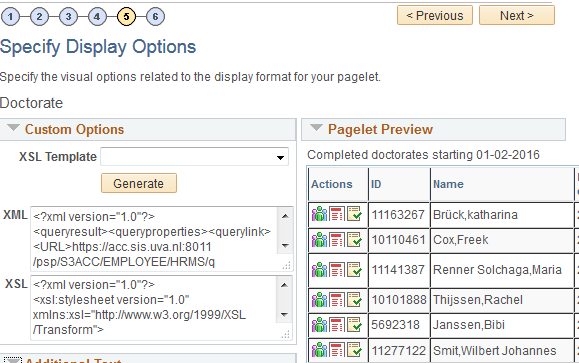 1 2 3 4 5 6
< Previous Next >
Specify Display Options
Specify the visual options related to the display format for your pagelet.
Doctorate
Custom Options
XSL Template
Generate
XML
<?xml version="1.0"?>
<queryresult><queryproperties><querylink>
<URL>https://acc.sis.uva.nl:8011
/psp/S3ACC/EMPLOYEE/HRMS/q
XSL
<?xml version="1.0"?>
<xsl:stylesheet version="1.0"
xmlns:xsl="http://www.w3.org/1999/XSL
/Transform">
Additional Text
Pagelet Preview
Completed doctorates starting 01-02-2016
Actions ID Name
11163267 Brück,katharina
10110461 Cox,Freek
11141387 Renner Solchaga,Maria
10101888 Thijssen,Rachel
5692318 Janssen,Bibi
11277122 Smit,Wilbert Johannes